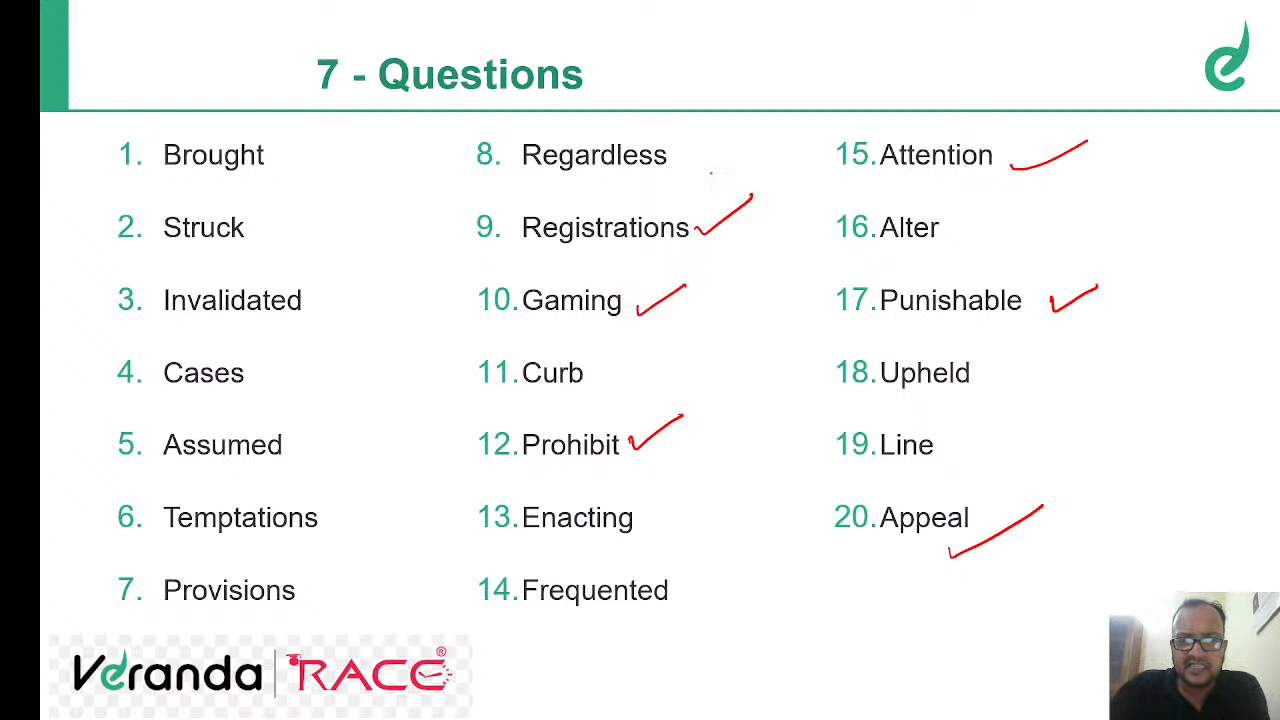 7 - Questions
1. Brought
2. Struck
3. Invalidated
4. Cases
5. Assumed
6. Temptations
7. Provisions
8. Regardless
9. Registrations
10. Gaming
11. Curb
12. Prohibit
13. Enacting
14. Frequented
15. Attention
16. Alter
17. Punishable
18. Upheld
19. Line
20. Appeal
Veranda RACE®